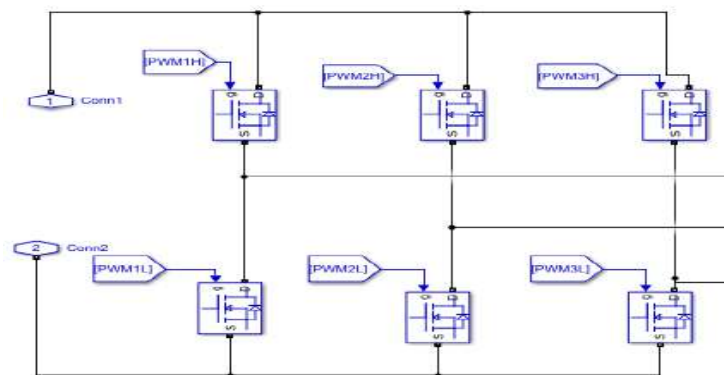 [PWM1H]
[PWM2H]
[PWM3H]
1
Conn1
g
D
S
g
D
S
g
D
S
2
Conn2
[PWM1L]
[PWM2L]
[PWM3L]
g
D
S
g
D
S
g
D
S